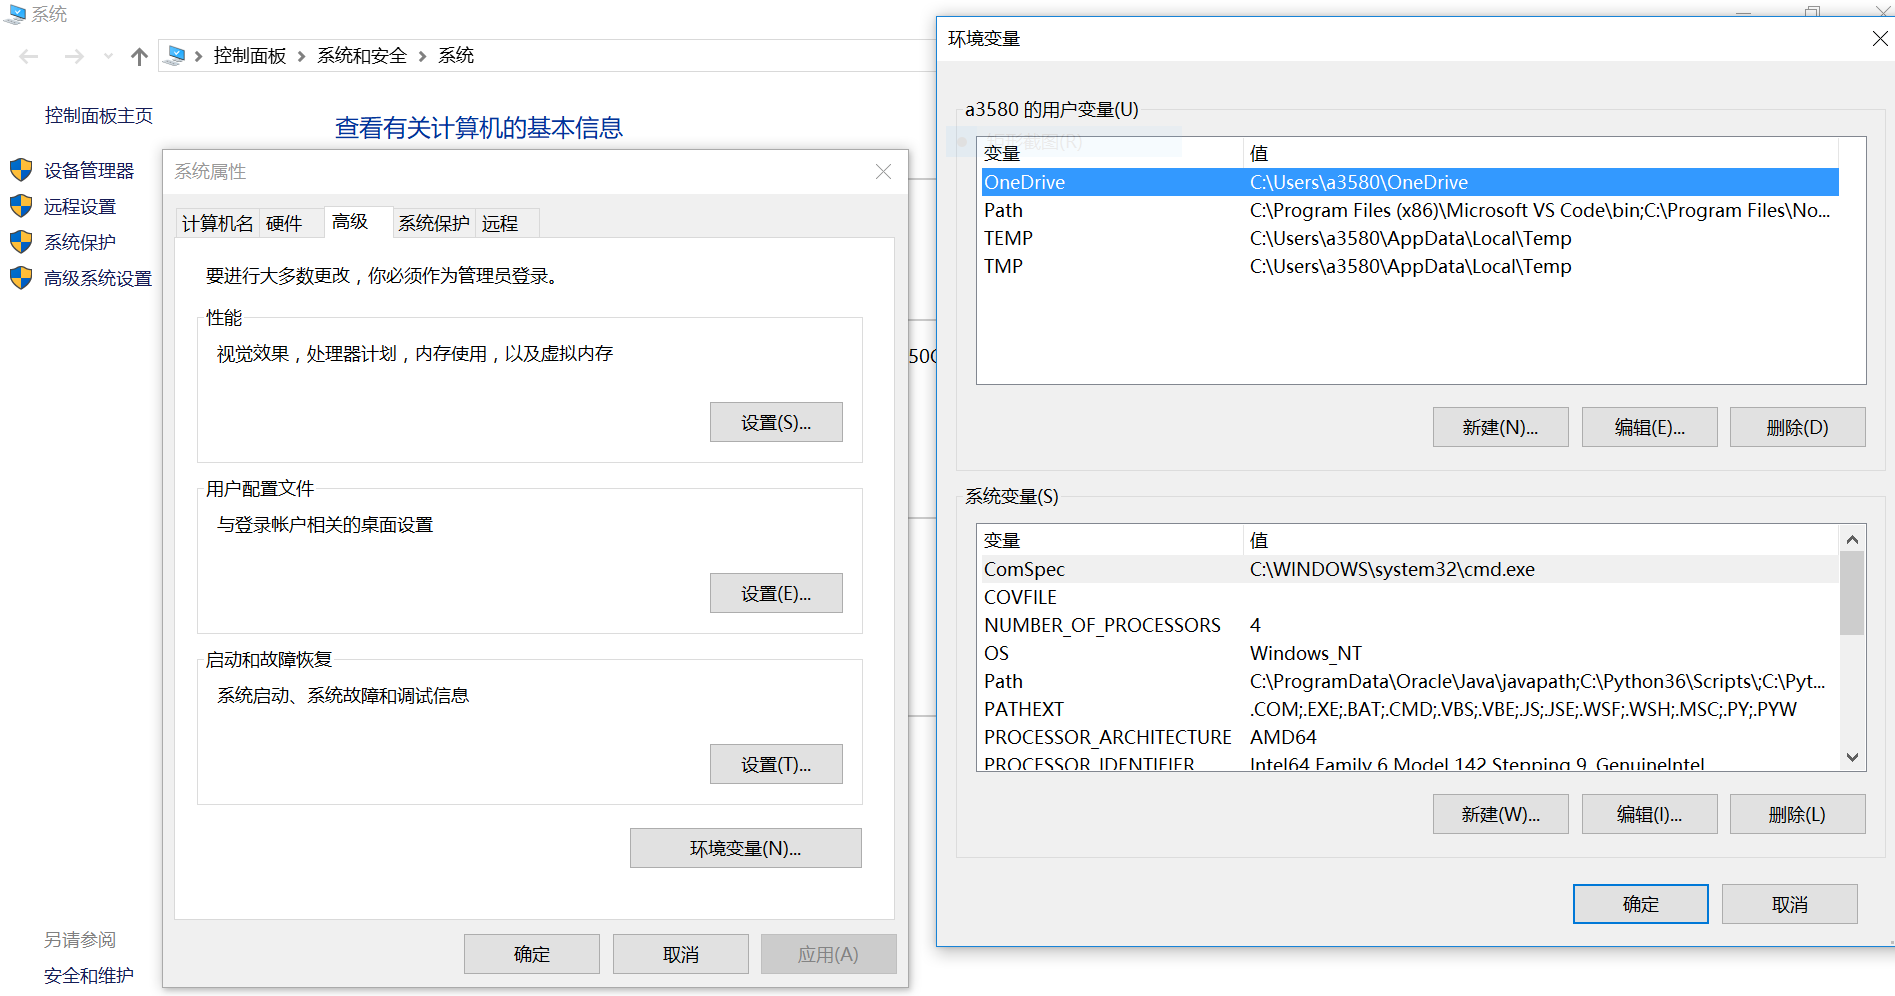 系统
控制面板 › 系统和安全 › 系统
控制面板主页
设备管理器
远程设置
系统保护
高级系统设置
另请参阅
安全和维护
查看有关计算机的基本信息
50
系统属性
计算机名 硬件 高级 系统保护 远程
要进行大多数更改，你必须作为管理员登录。
性能
视觉效果，处理器计划，内存使用，以及虚拟内存
设置(S)...
用户配置文件
与登录帐户相关的桌面设置
设置(E)...
启动和故障恢复
系统启动、系统故障和调试信息
设置(T)...
环境变量(N)...
确定 取消 应用(A)
环境变量
a3580 的用户变量(U)
矩形截图(R)
变量 值
OneDrive C:\Users\a3580\OneDrive
Path C:\Program Files (x86)\Microsoft VS Code\bin;C:\Program Files\No...
TEMP C:\Users\a3580\AppData\Local\Temp
TMP C:\Users\a3580\AppData\Local\Temp
新建(N)... 编辑(E)... 删除(D)
系统变量(S)
变量 值
ComSpec C:\WINDOWS\system32\cmd.exe
COVFILE
NUMBER_OF_PROCESSORS 4
OS Windows_NT
Path C:\ProgramData\Oracle\Java\javapath;C:\Python36\Scripts\;C:\Pyt...
PATHEXT .COM;.EXE;.BAT;.CMD;.VBS;.VBE;.JS;.JSE;.WSF;.WSH;.MSC;.PY;.PYW
PROCESSOR_ARCHITECTURE AMD64
PROCESSOR_IDENTIFIER Intel64 Family 6 Model 142 Stepping 9, GenuineIntel
新建(W)... 编辑(I)... 删除(L)
确定 取消